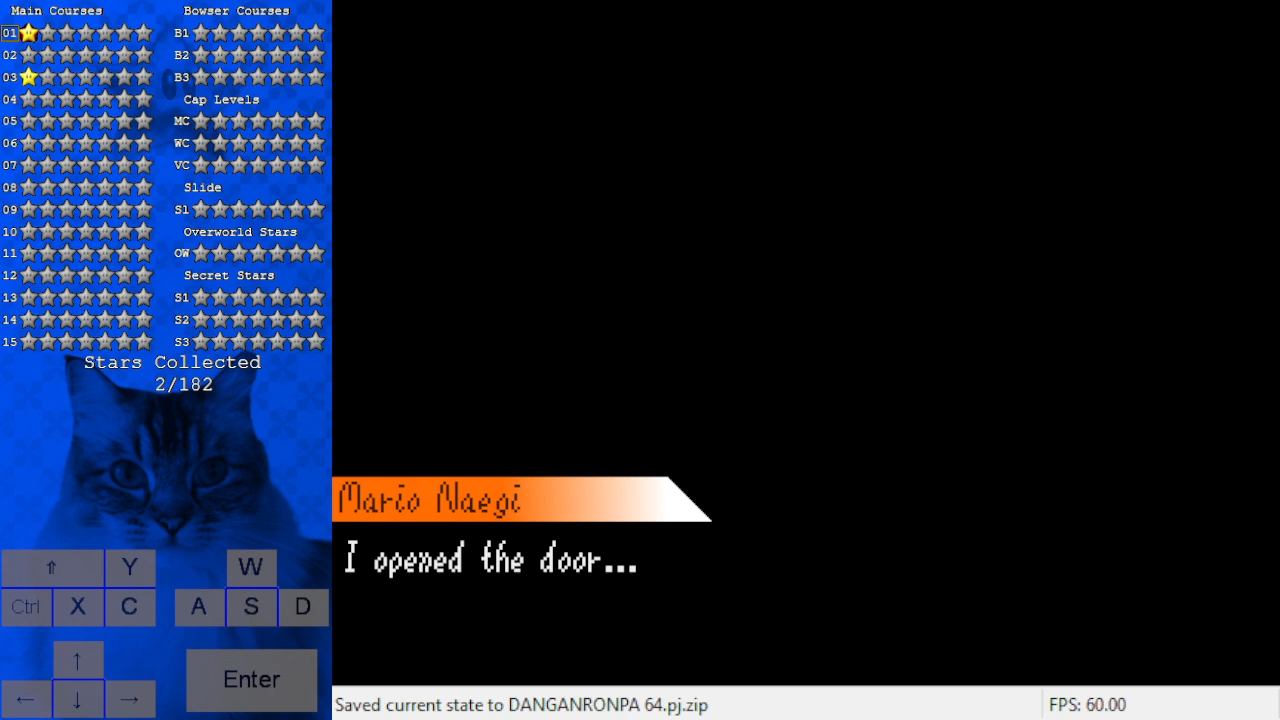 Main Courses
01
02
03
04
05
06
07
08
09
10
11
12
13
14
15
Bowser Courses
B1
B2
B3
Cap Levels
MC
WC
VC
Slide
S1
Overworld Stars
OW
Secret Stars
S1
S2
S3
Stars Collected
2/182
⇑ Y W
Ctrl X C A S D
↑
← ↓ → Enter
Mario Naegi
I opened the door...
Saved current state to DANGANRONPA 64.pj.zip FPS: 60.00